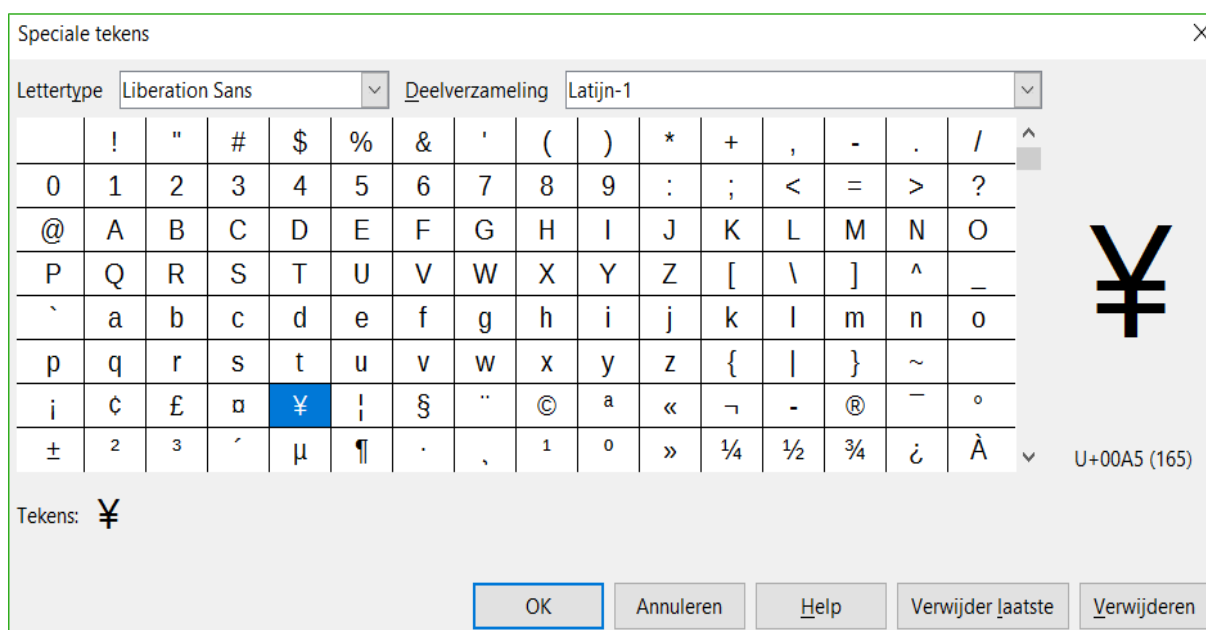 Speciale tekens
Lettertype Liberation Sans Deelverzameling Latijn-1
! " # $ % & ' ( ) * + , - . /
0 1 2 3 4 5 6 7 8 9 : ; < = > ?
@ A B C D E F G H I J K L M N O
P Q R S T U V W X Y Z [ \ ] ^ _
` a b c d e f g h i j k l m n o
p q r s t u v w x y z { | } ~
¡ ¢ £ ¤ ¥ ¦ § ¨ © ª « ¬ - ® ¯ °
± ² ³ ´ µ ¶ · ¸ ¹ º » ¼ ½ ¾ ¿ À
¥
U+00A5 (165)
Tekens: ¥
OK Annuleren Help Verwijder laatste Verwijderen